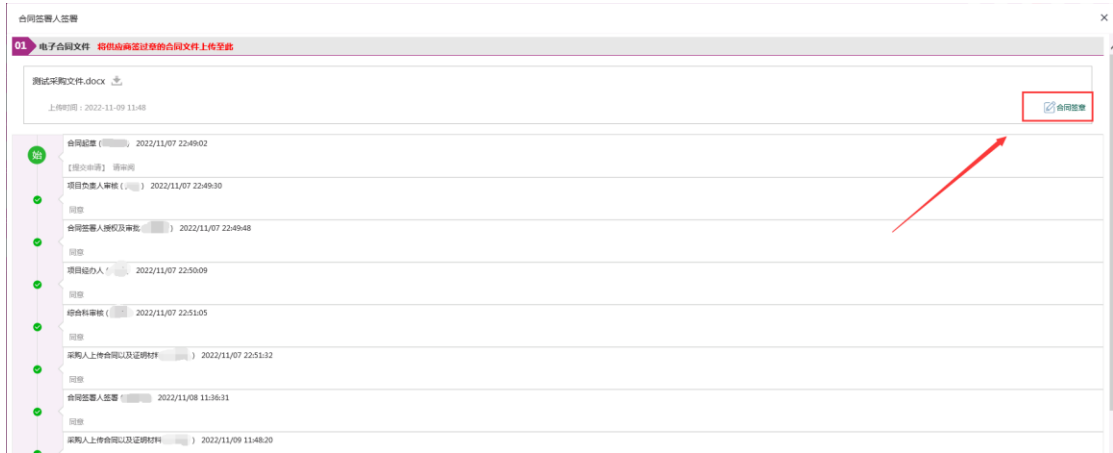 合同签署人签署
01 电子合同文件 将供应商签过章的合同文件上传至此
测试采购文件.docx
上传时间：2022-11-09 11:48
合同签章
始
合同起草 ( ) 2022/11/07 22:49:02
【提交申请】 请审阅
项目负责人审核 ( ) 2022/11/07 22:49:30
同意
合同签署人授权及审批 ( ) 2022/11/07 22:49:48
同意
项目经办人 ( 2022/11/07 22:50:09
同意
综合科审核 ( ) 2022/11/07 22:51:05
同意
采购人上传合同以及证明材料 ) 2022/11/07 22:51:32
同意
合同签署人签署 ( 2022/11/08 11:36:31
同意
采购人上传合同以及证明材料 ) 2022/11/09 11:48:20